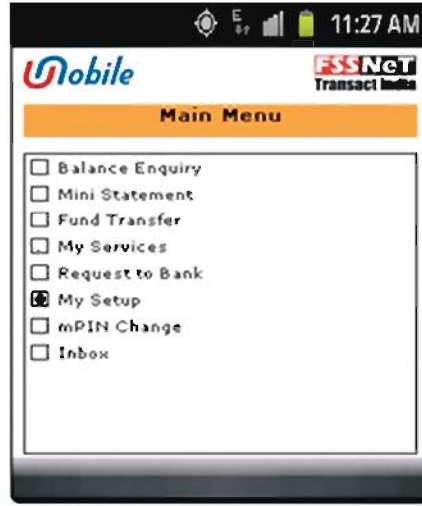 E 11:27 AM
Umobile FSSNeT
Transact India
Main Menu
Balance Enquiry
Mini Statement
Fund Transfer
My Services
Request to Bank
My Setup
mPIN Change
Inbox